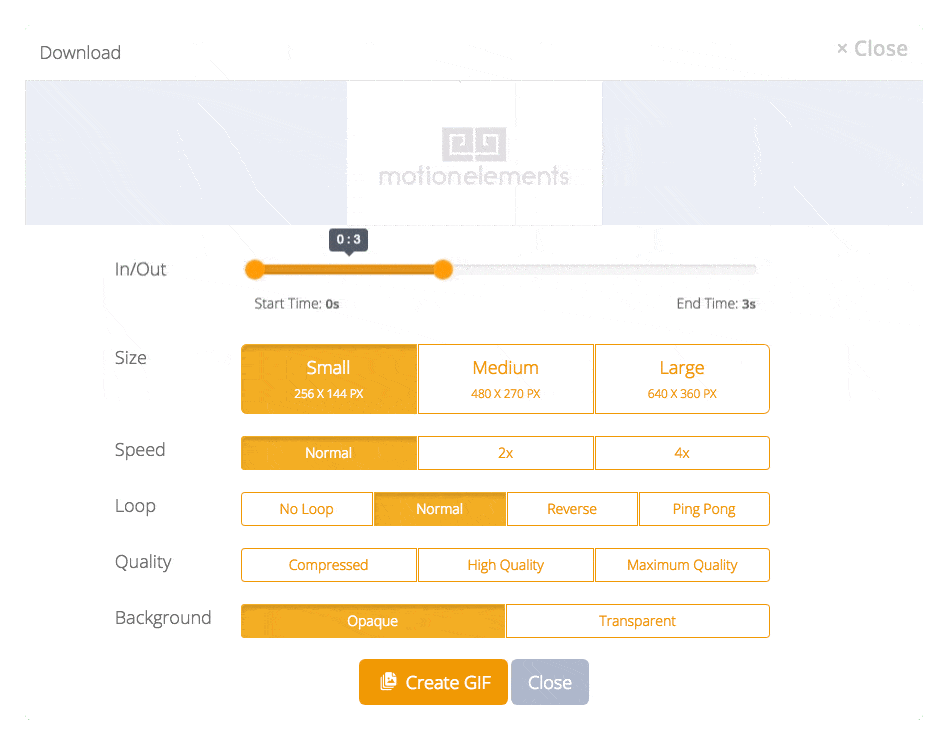 Download
× Close
motionelements
0 : 3
In/Out
Start Time: 0s
End Time: 3s
Size
Small
Medium
Large
256 X 144 PX
480 X 270 PX
640 X 360 PX
Speed
Normal
2x
4x
Loop
No Loop
Normal
Reverse
Ping Pong
Quality
Compressed
High Quality
Maximum Quality
Background
Opaque
Transparent
Create GIF
Close